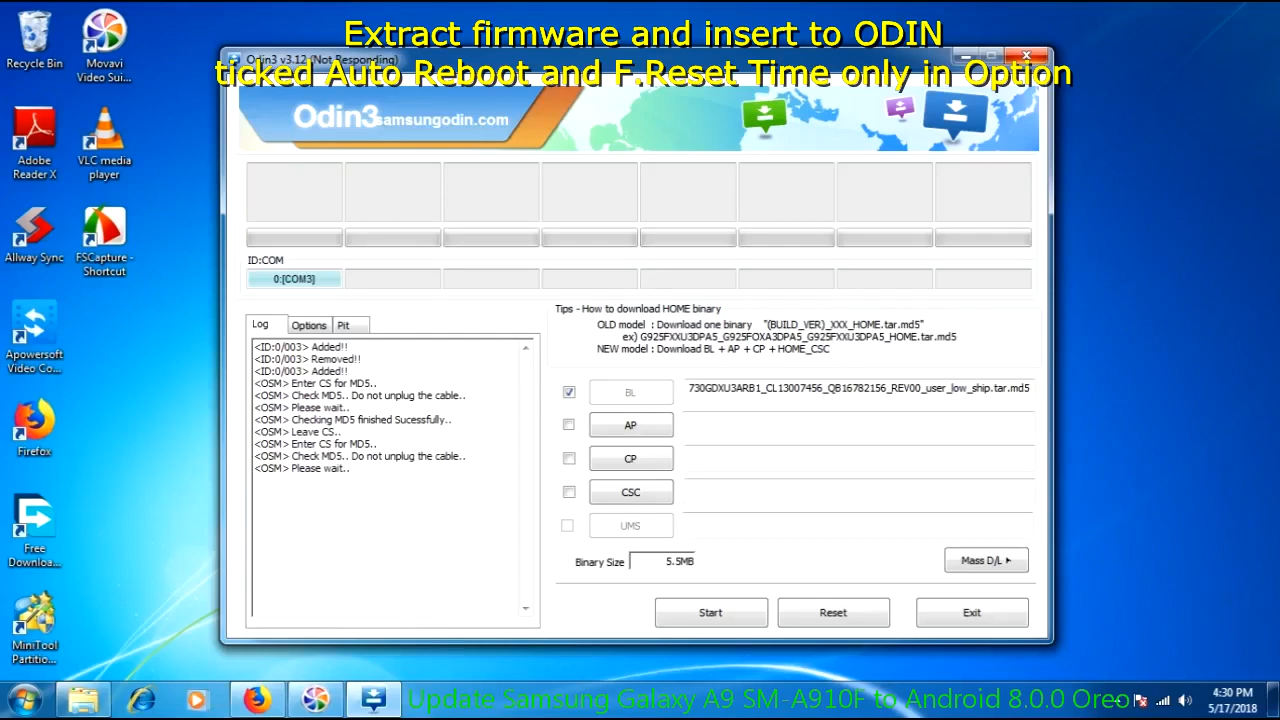 Extract firmware and insert to ODIN
ticked Auto Reboot and F.Reset Time only in Option
Recycle Bin
Movavi
Video Sui...
Adobe
Reader X
VLC media
player
Allway Sync
FSCapture -
Shortcut
Apowersoft
Video Co...
Firefox
Free
Downloa...
MiniTool
Partitio...
Odin3 v3.12 (Not Responding)
Odin3 samsungodin.com
ID:COM
0:[COM3]
Log Options Pit
<ID:0/003> Added!!
<ID:0/003> Removed!!
<ID:0/003> Added!!
<OSM> Enter CS for MD5..
<OSM> Check MD5.. Do not unplug the cable..
<OSM> Please wait..
<OSM> Checking MD5 finished Sucessfully..
<OSM> Leave CS..
<OSM> Enter CS for MD5..
<OSM> Check MD5.. Do not unplug the cable..
<OSM> Please wait..
Tips - How to download HOME binary
OLD model : Download one binary "(BUILD_VER)_XXX_HOME.tar.md5"
ex) G925FXXU3DPA5_G925FOXA3DPA5_G925FXXU3DPA5_HOME.tar.md5
NEW model : Download BL + AP + CP + HOME_CSC
BL 730GDXU3ARB1_CL13007456_QB16782156_REV00_user_low_ship.tar.md5
AP
CP
CSC
UMS
Binary Size 5.5MB
Mass D/L
Start Reset Exit
Update Samsung Galaxy A9 SM-A910F to Android 8.0.0 Oreo
4:30 PM
5/17/2018